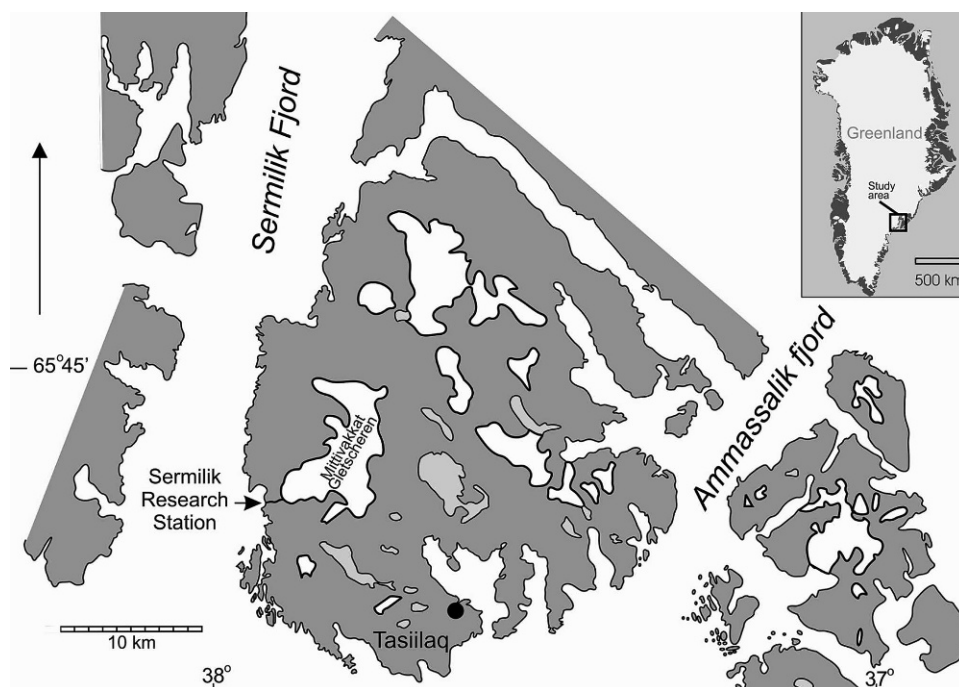 Sermilik Fjord
Greenland
Study
area
500 km
65°45'
Ammassalik fjord
Mittivakkat
Gletscheren
Sermilik
Research
Station
10 km
Tasiilaq
38°
37°